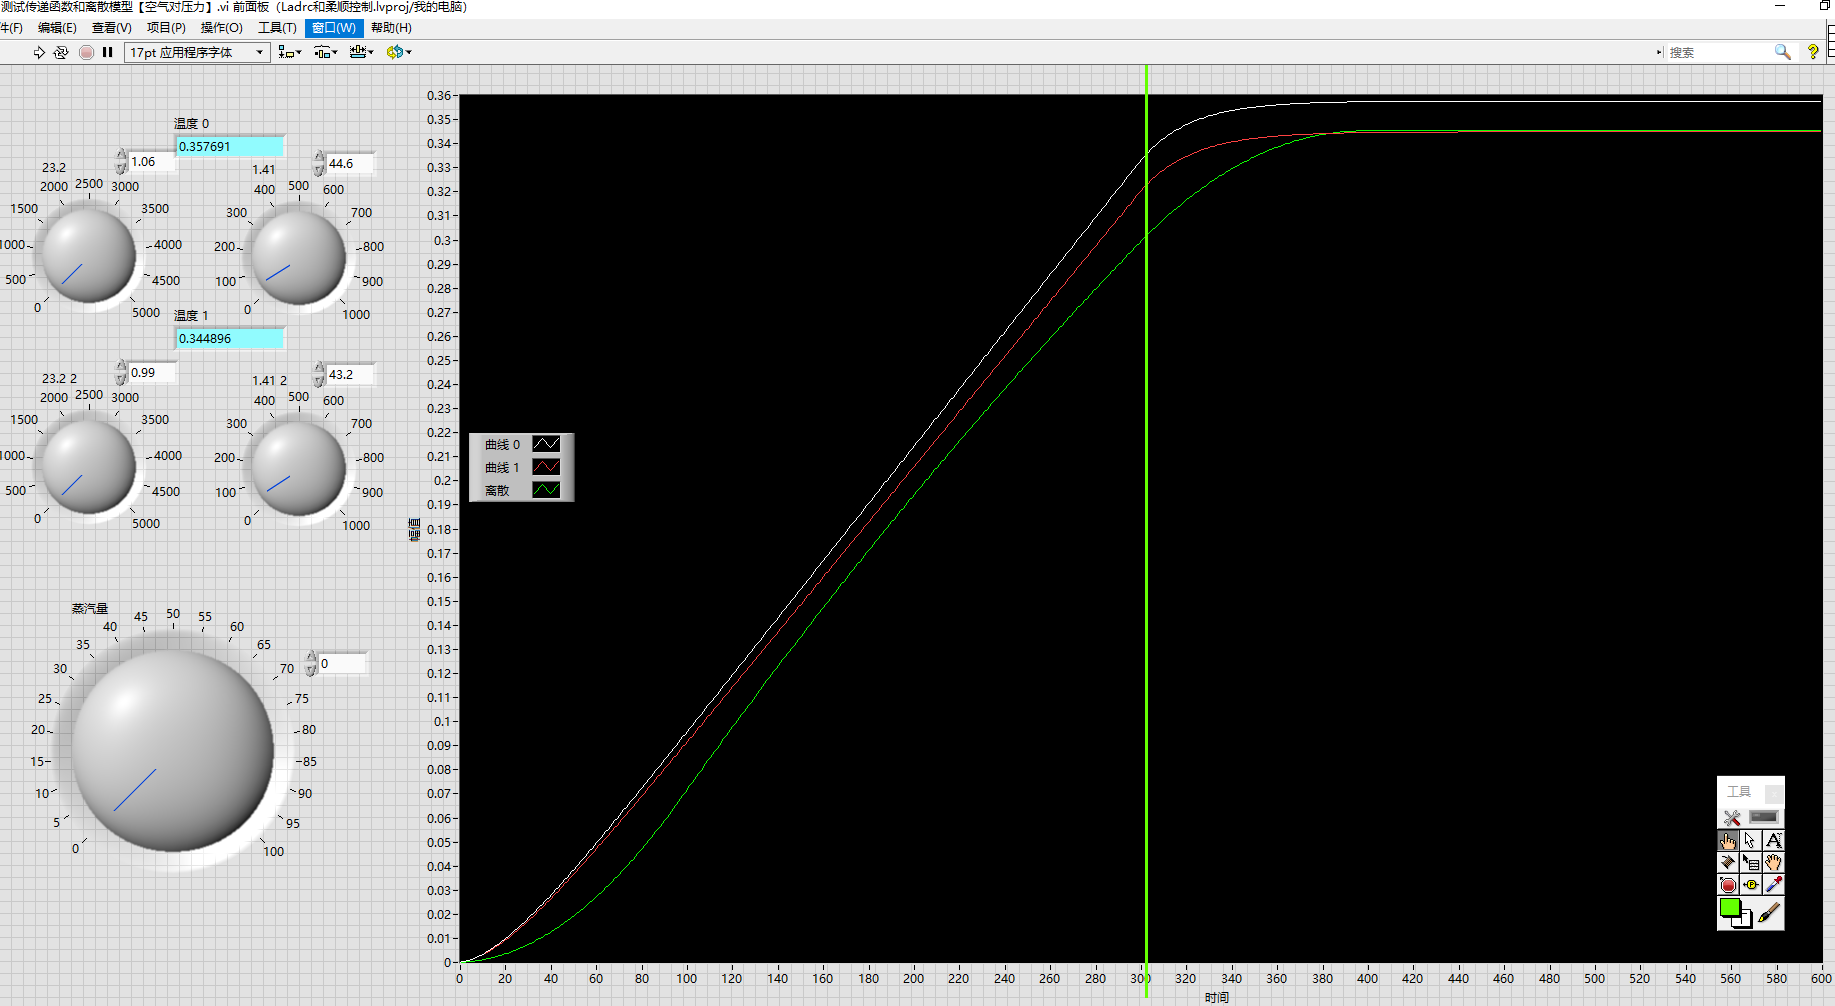 测试传递函数和离散模型【空气对压力】.vi 前面板（Ladrc和柔顺控制.lvproj/我的电脑）
件(F) 编辑(E) 查看(V) 项目(P) 操作(O) 工具(T) 窗口(W) 帮助(H)
17pt 应用程序字体 搜索
温度 0
0.357691
23.2 1.06
0 500 1000 1500 2000 2500 3000 3500 4000 4500 5000
1.41 44.6
0 100 200 300 400 500 600 700 800 900 1000
温度 1
0.344896
23.2 2 0.99
0 500 1000 1500 2000 2500 3000 3500 4000 4500 5000
1.41 2 43.2
0 100 200 300 400 500 600 700 800 900 1000
蒸汽量
0
0 5 10 15 20 25 30 35 40 45 50 55 60 65 70 75 80 85 90 95 100
幅值
0.36
0.35
0.34
0.33
0.32
0.31
0.3
0.29
0.28
0.27
0.26
0.25
0.24
0.23
0.22
0.21
0.2
0.19
0.18
0.17
0.16
0.15
0.14
0.13
0.12
0.11
0.1
0.09
0.08
0.07
0.06
0.05
0.04
0.03
0.02
0.01
0
曲线 0
曲线 1
离散
0 20 40 60 80 100 120 140 160 180 200 220 240 260 280 300 320 340 360 380 400 420 440 460 480 500 520 540 560 580 600
时间
工具